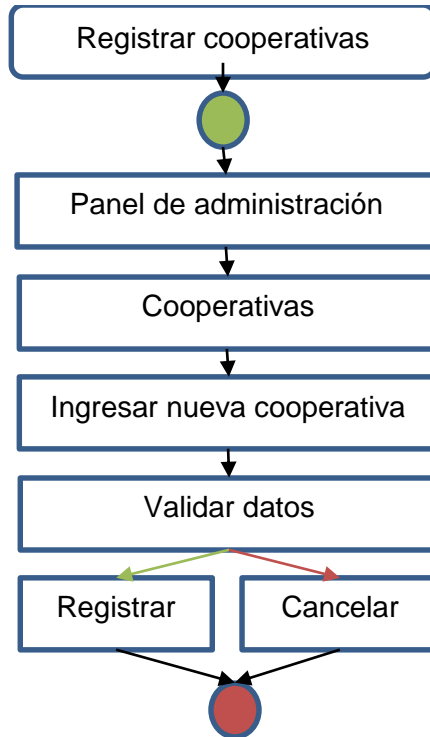 Registrar cooperativas
Panel de administración
Cooperativas
Ingresar nueva cooperativa
Validar datos
Registrar
Cancelar